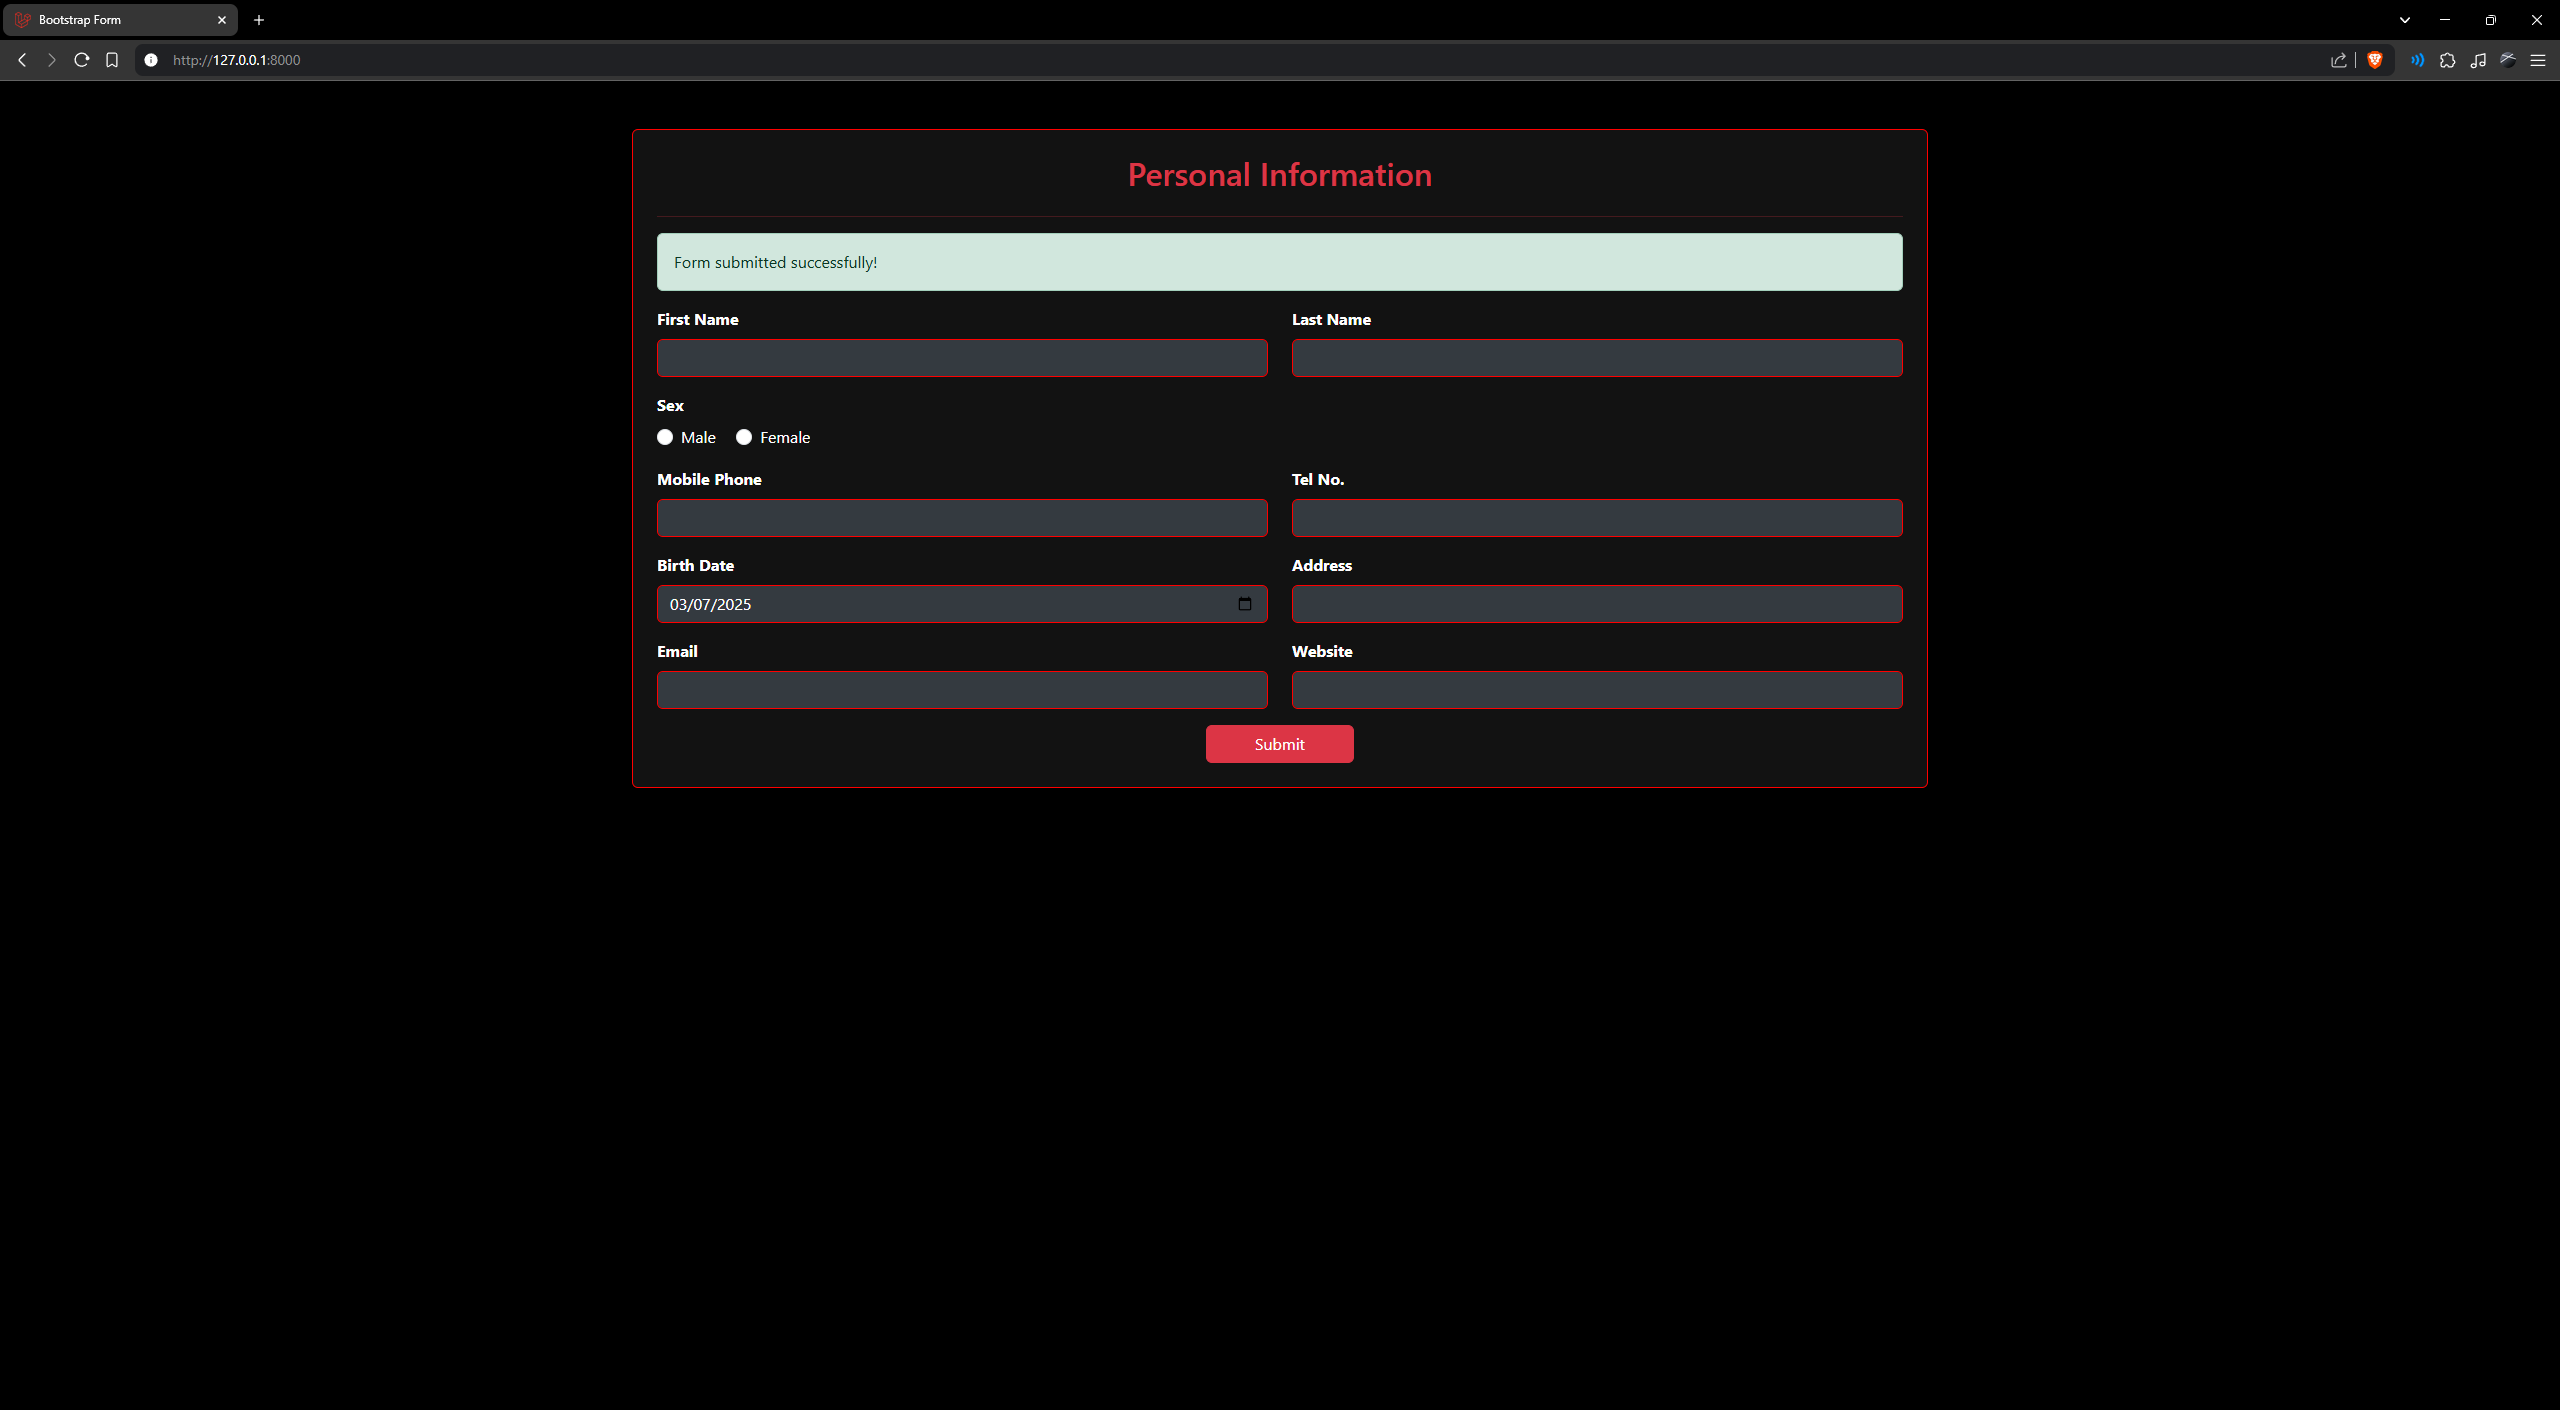 Bootstrap Form
http://127.0.0.1:8000
Personal Information
Form submitted successfully!
First Name
Last Name
Sex
Male
Female
Mobile Phone
Tel No.
Birth Date
Address
03/07/2025
Email
Website
Submit